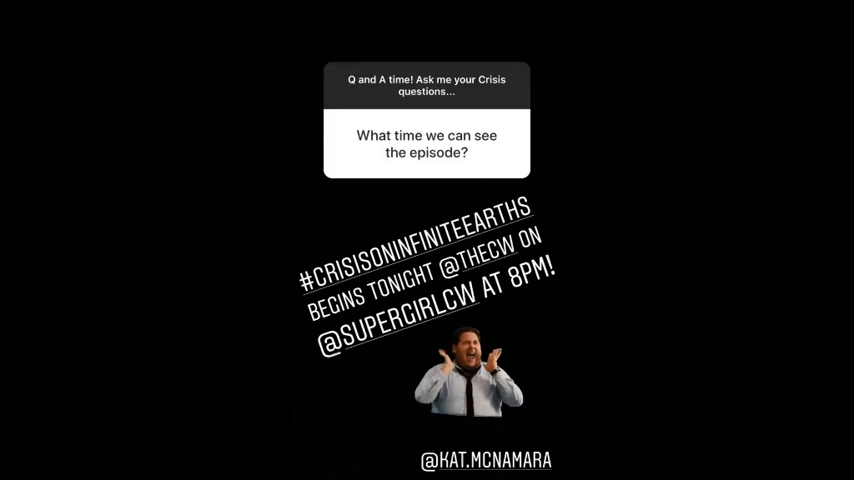 Q and A time! Ask me your Crisis
questions...
What time we can see
the episode?
#CRISISONINFINITEEARTHS
BEGINS TONIGHT @THECW ON
@SUPERGIRLCW AT 8PM!
@KAT.MCNAMARA